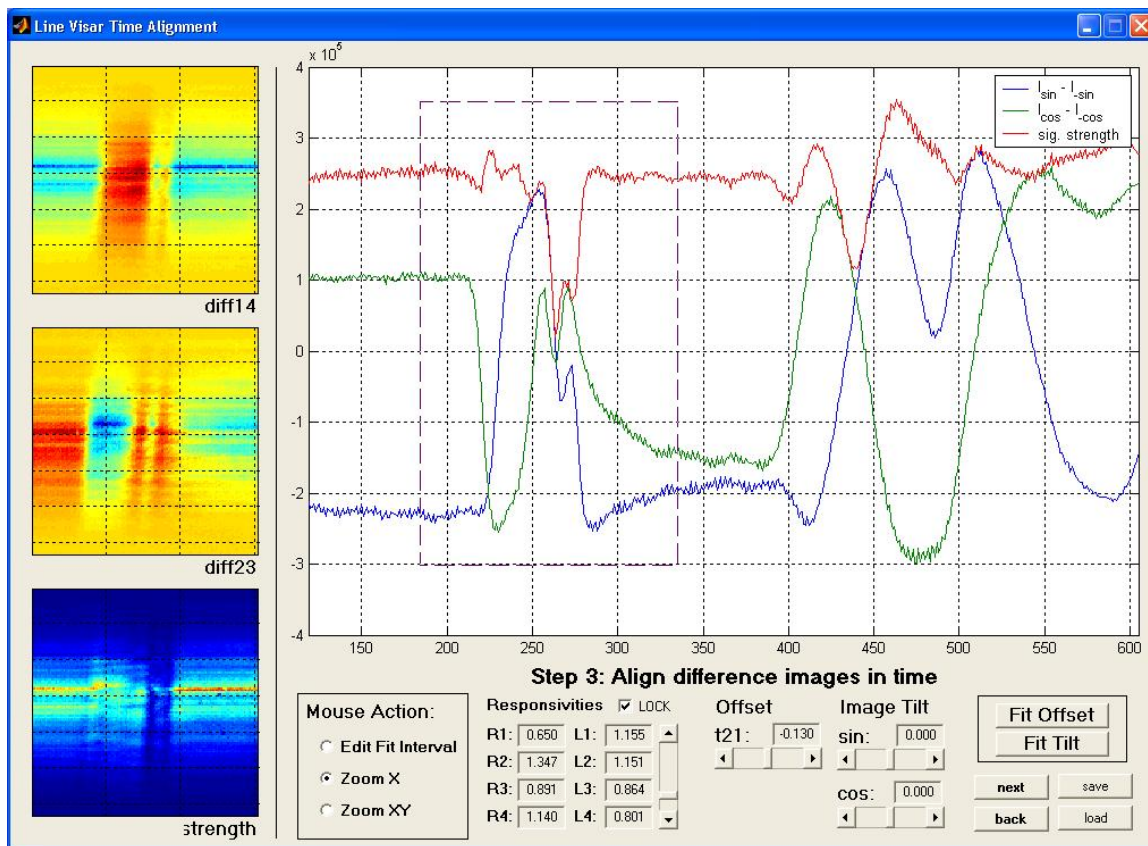 Line Visar Time Alignment
diff14
diff23
strength
x 10^5
4
3
2
1
0
-1
-2
-3
-4
150 200 250 300 350 400 450 500 550 600
I_sin - I_-sin
I_cos - I_-cos
sig. strength
Step 3: Align difference images in time
Mouse Action:
Edit Fit Interval
Zoom X
Zoom XY
Responsivities LOCK
R1: 0.650 L1: 1.155
R2: 1.347 L2: 1.151
R3: 0.891 L3: 0.864
R4: 1.140 L4: 0.801
Offset
t21: -0.130
Image Tilt
sin: 0.000
cos: 0.000
Fit Offset
Fit Tilt
next save
back load